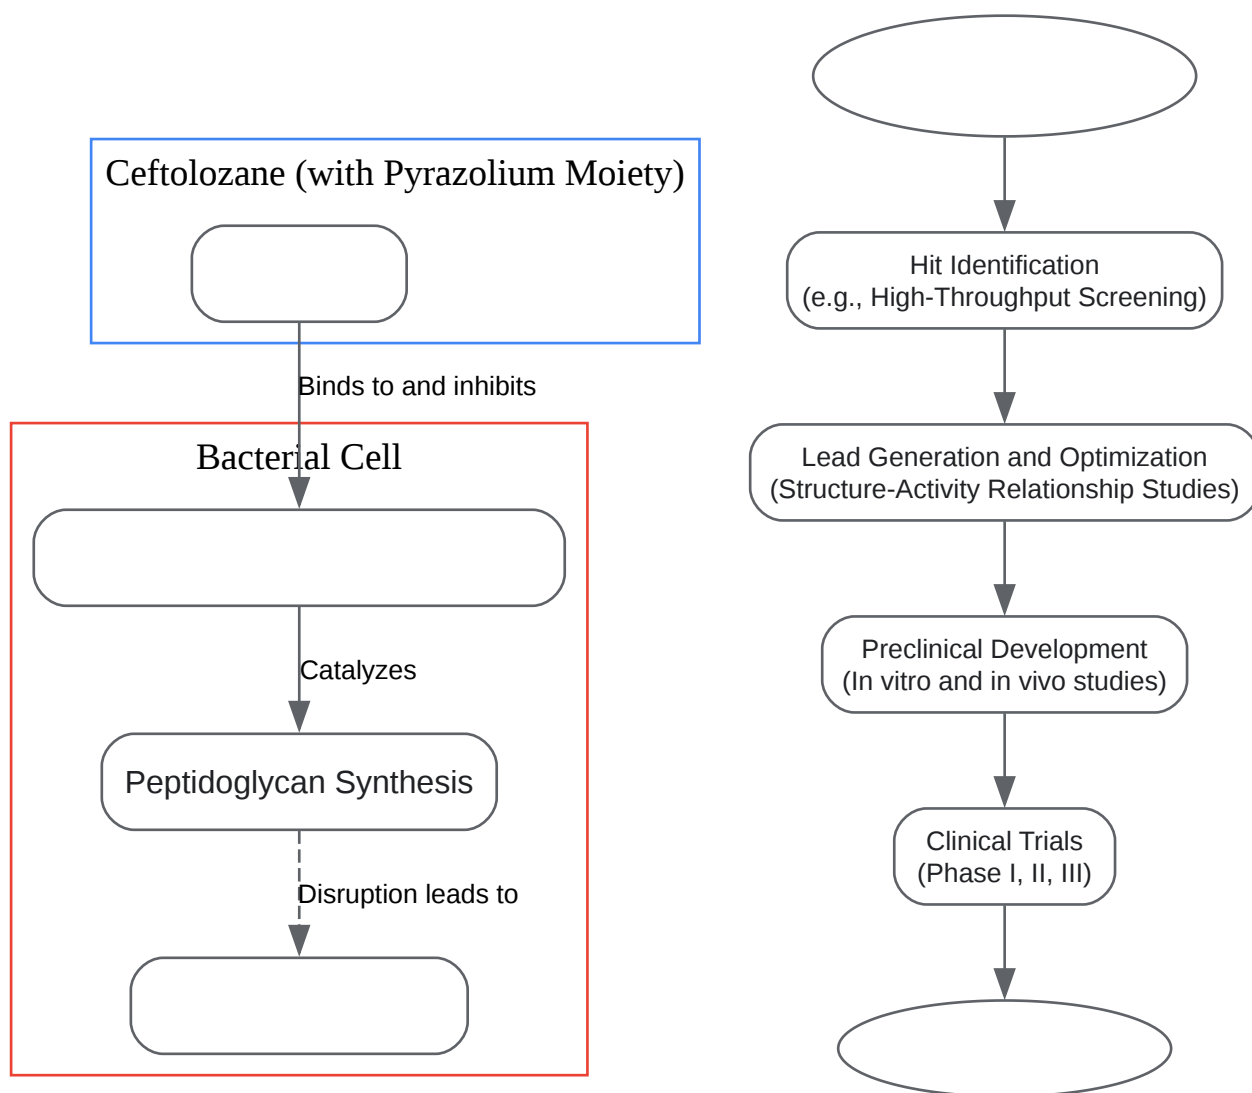 Ceftolozane (with Pyrazolium Moiety)
Binds to and inhibits
Bacterial Cell
Catalyzes
Peptidoglycan Synthesis
Disruption leads to
Hit Identification
(e.g., High-Throughput Screening)
Lead Generation and Optimization
(Structure-Activity Relationship Studies)
Preclinical Development
(In vitro and in vivo studies)
Clinical Trials
(Phase I, II, III)